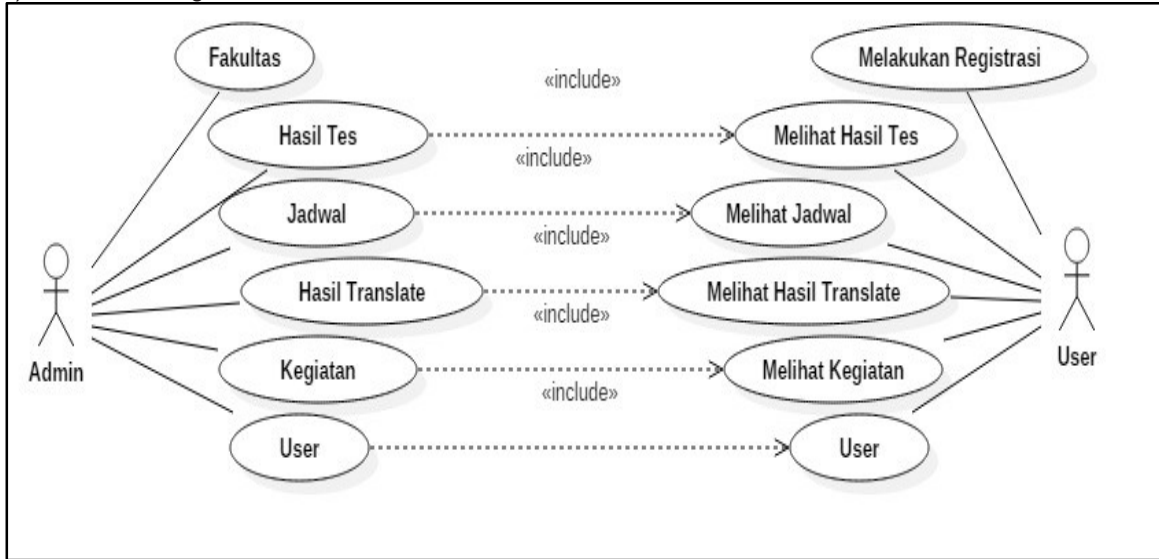 Fakultas
Melakukan Registrasi
«include»
Hasil Tes
Melihat Hasil Tes
«include»
Jadwal
Melihat Jadwal
«include»
Hasil Translate
Melihat Hasil Translate
«include»
Admin
User
Kegiatan
Melihat Kegiatan
«include»
User
User